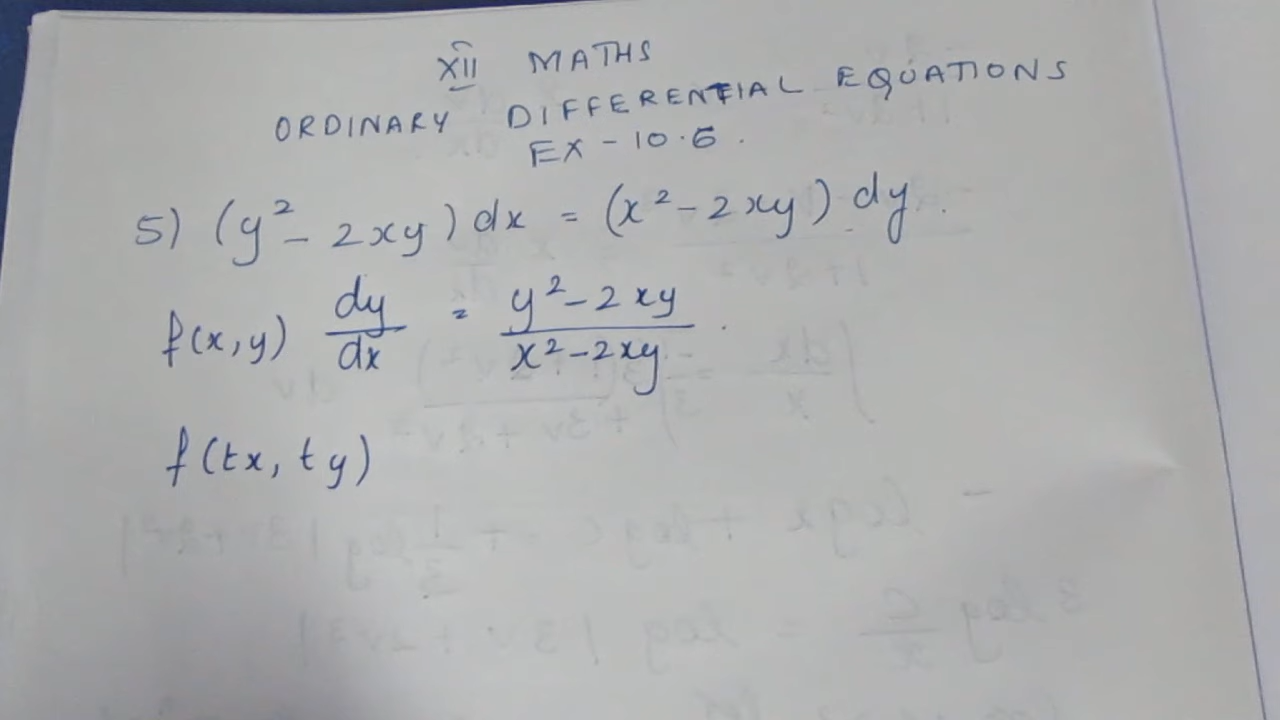 XII MATHS
ORDINARY DIFFERENTIAL EQUATIONS
EX - 10.6.
5) (y² - 2xy) dx = (x² - 2xy) dy.
f(x,y) dy/dx = (y² - 2xy)/(x² - 2xy).
f(tx, ty)